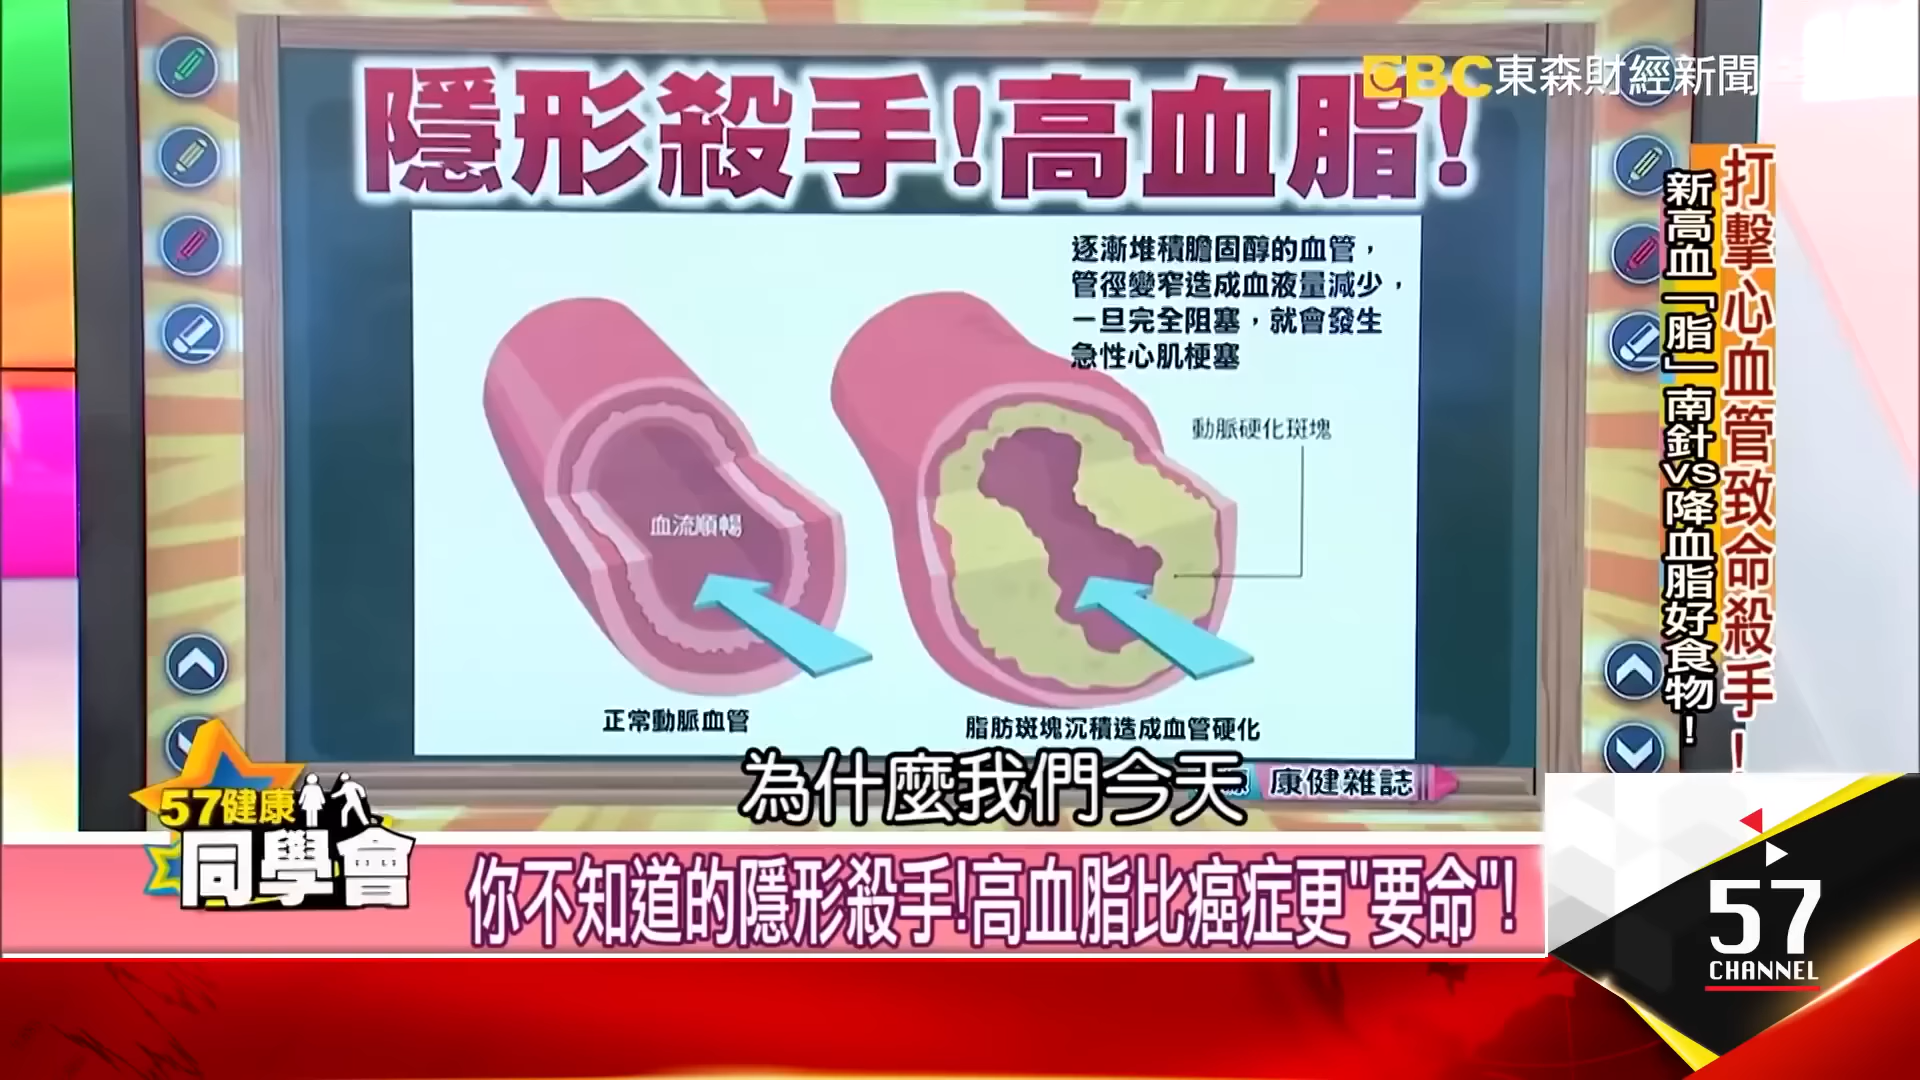 EBC東森財經新聞
隱形殺手!高血脂!
逐漸堆積膽固醇的血管，
管徑變窄造成血液量減少，
一旦完全阻塞，就會發生
急性心肌梗塞
動脈硬化斑塊
血流順暢
正常動脈血管
脂肪斑塊沉積造成血管硬化
康健雜誌
打擊心血管致命殺手!
新高血「脂」南針vs降血脂好食物!
為什麼我們今天
57健康
同學會
你不知道的隱形殺手!高血脂比癌症更"要命"!
57
CHANNEL